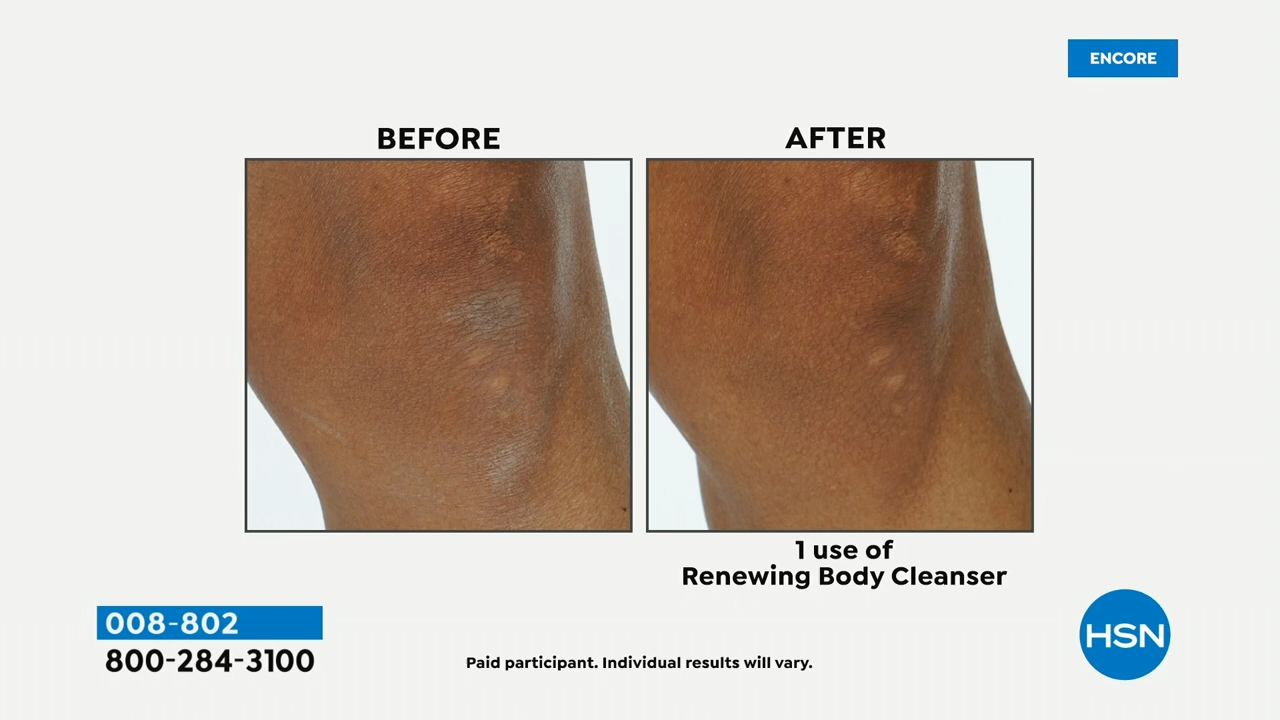 ENCORE
BEFORE
AFTER
1 use of
Renewing Body Cleanser
008-802
800-284-3100
Paid participant. Individual results will vary.
HSN